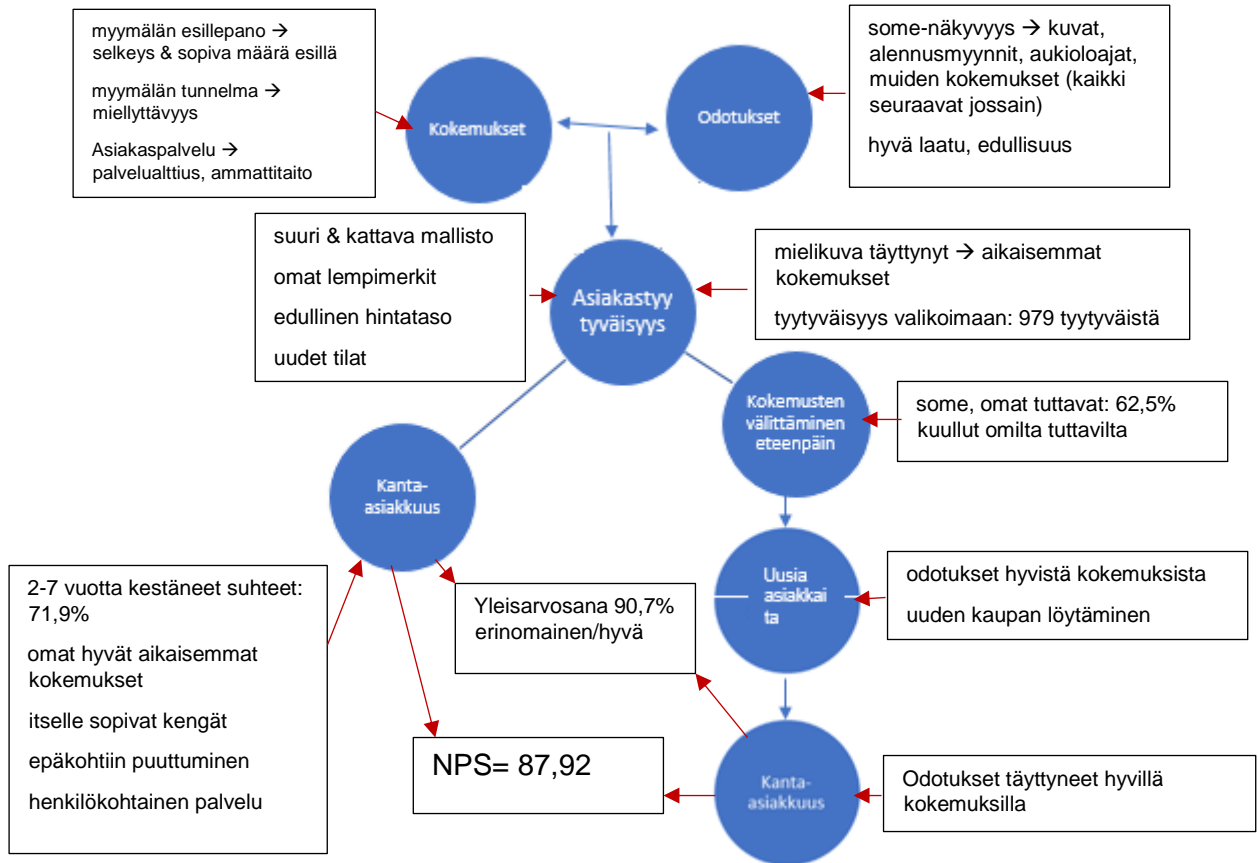 myymälän esillepano →
selkeys & sopiva määrä esillä
myymälän tunnelma →
miellyttävyys
Asiakaspalvelu →
palvelualttius, ammattitaito
Kokemukset
Odotukset
some-näkyvyys → kuvat,
alennusmyynnit, aukioloajat,
muiden kokemukset (kaikki
seuraavat jossain)
hyvä laatu, edullisuus
suuri & kattava mallisto
omat lempimerkit
edullinen hintataso
uudet tilat
Asiakastyy
tyväisyys
mielikuva täyttynyt → aikaisemmat
kokemukset
tyytyväisyys valikoimaan: 979 tyytyväistä
Kokemusten
välittäminen
eteenpäin
some, omat tuttavat: 62,5%
kuullut omilta tuttavilta
Kanta-
asiakkuus
2-7 vuotta kestäneet suhteet:
71,9%
omat hyvät aikaisemmat
kokemukset
itselle sopivat kengät
epäkohtiin puuttuminen
henkilökohtainen palvelu
Yleisarvosana 90,7%
erinomainen/hyvä
Uusia
asiakkai
ta
odotukset hyvistä kokemuksista
uuden kaupan löytäminen
NPS= 87,92
Kanta-
asiakkuus
Odotukset täyttyneet hyvillä
kokemuksilla